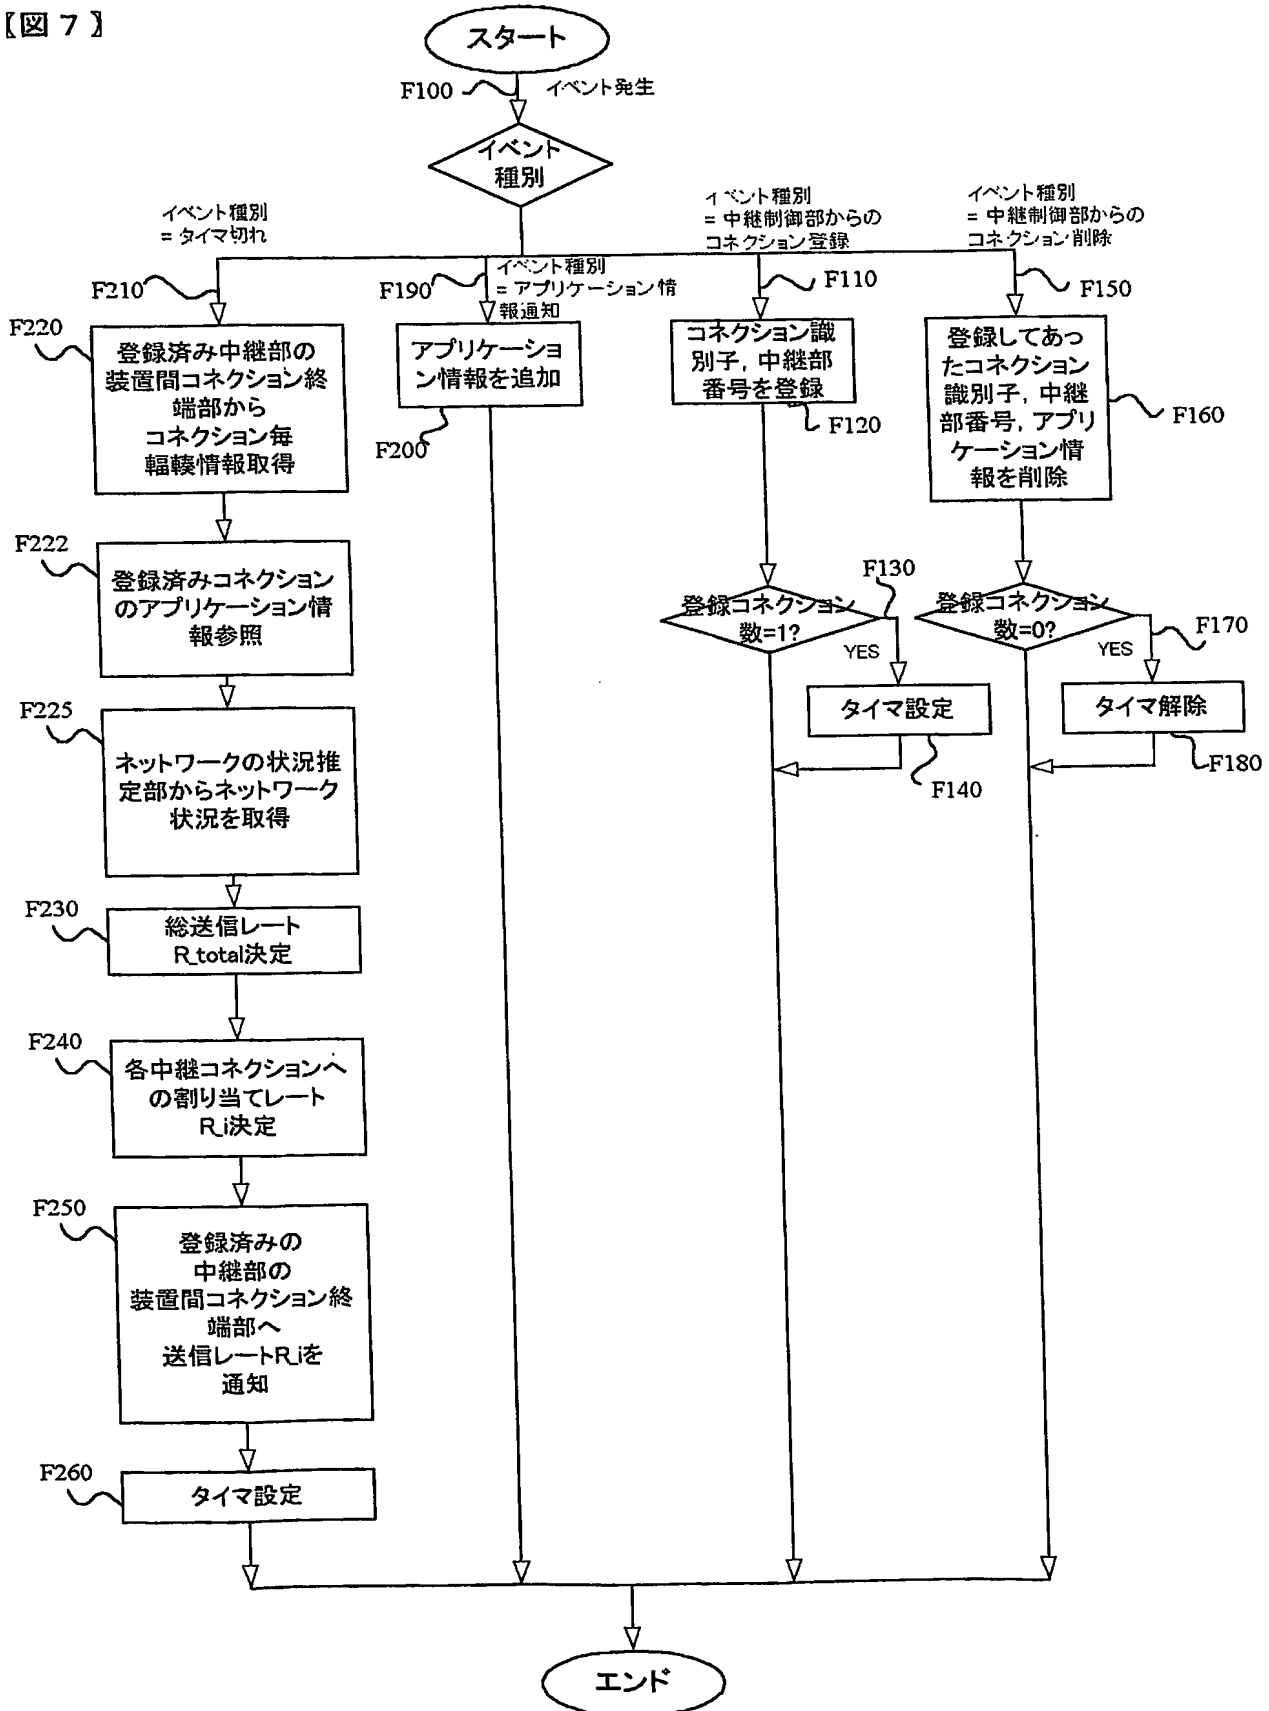 【図7】
スタート
F100
イベント発生
イベント
種別
イベント種別
= タイマ切れ
イベント種別
= 中継制御部からの
コネクション登録
イベント種別
= 中継制御部からの
コネクション削除
F210
F190
イベント種別
= アプリケーション情
報通知
F110
F150
F220
登録済み中継部の
装置間コネクション終
端部から
コネクション毎
輻輳情報取得
アプリケーショ
ン情報を追加
F200
コネクション識
別子, 中継部
番号を登録
F120
登録してあっ
たコネクション
識別子, 中継
部番号, アプリ
ケーション情
報を削除
F160
F222
登録済みコネクション
のアプリケーション情
報参照
F130
登録コネクション
数=1?
YES
登録コネクション
数=0?
F170
YES
F225
ネットワークの状況推
定部からネットワーク
状況を取得
タイマ設定
F140
タイマ解除
F180
F230
総送信レート
R_total決定
F240
各中継コネクションへ
の割り当てレート
R_i決定
F250
登録済みの
中継部の
装置間コネクション終
端部へ
送信レートR_iを
通知
F260
タイマ設定
エンド